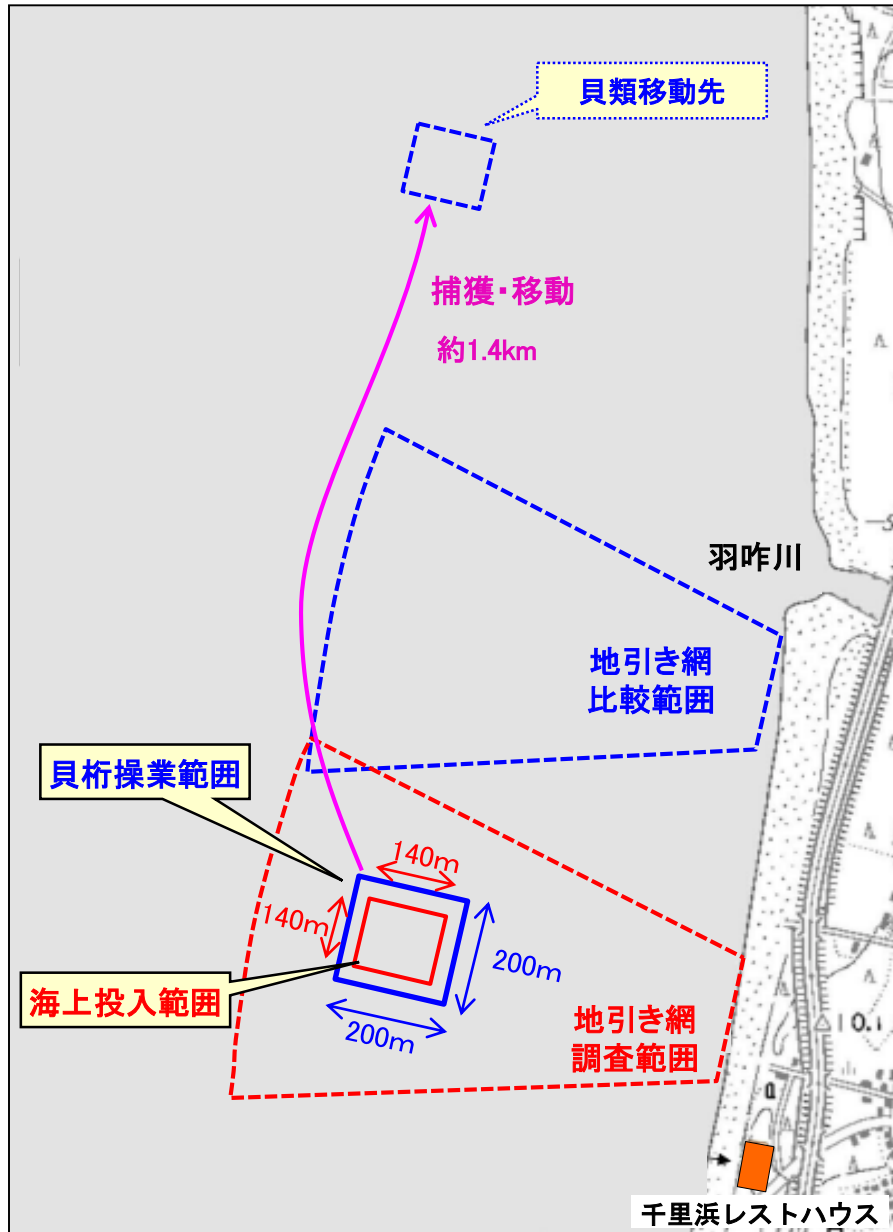 貝類移動先
捕獲・移動
約1.4km
羽咋川
地引き網
比較範囲
貝桁操業範囲
140m
140m
200m
海上投入範囲
200m
地引き網
調査範囲
10.1
千里浜レストハウス